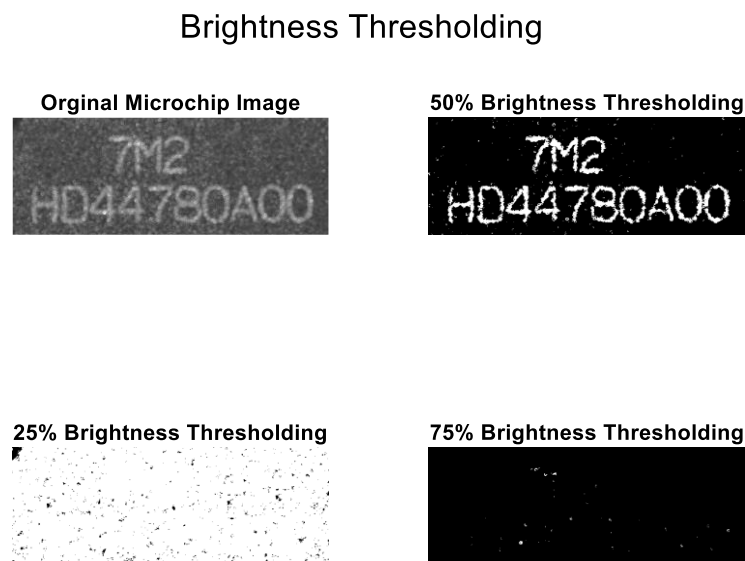 Brightness Thresholding
Orginal Microchip Image
50% Brightness Thresholding
7M2
HD44780A00
7M2
HD44780A00
25% Brightness Thresholding
75% Brightness Thresholding